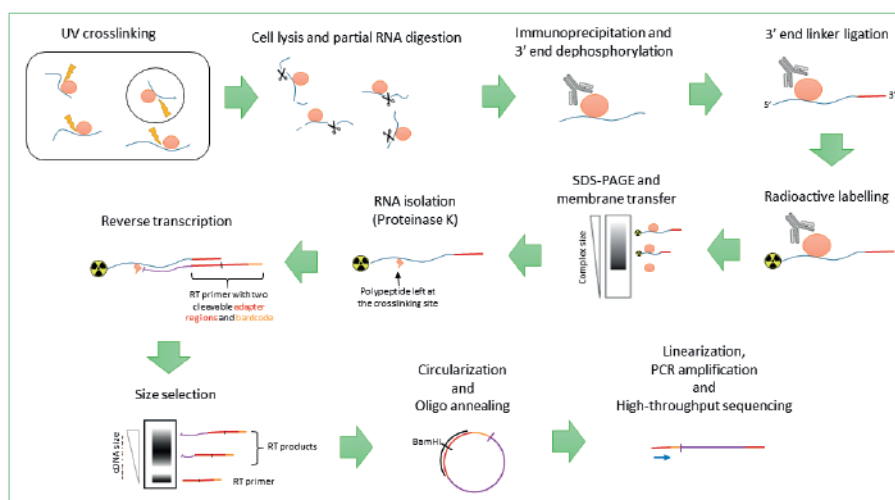 UV crosslinking
Cell lysis and partial RNA digestion
Immunoprecipitation and
3' end dephosphorylation
3' end linker ligation
5'
3'
Radioactive labelling
SDS-PAGE and
membrane transfer
Complex size
RNA isolation
(Proteinase K)
Polypeptide left at
the crosslinking site
Reverse transcription
RT primer with two
cleavable adapter
regions and bardcode
Size selection
cDNA size
RT products
RT primer
Circularization
and
Oligo annealing
BamHI
Linearization,
PCR amplification
and
High-throughput sequencing